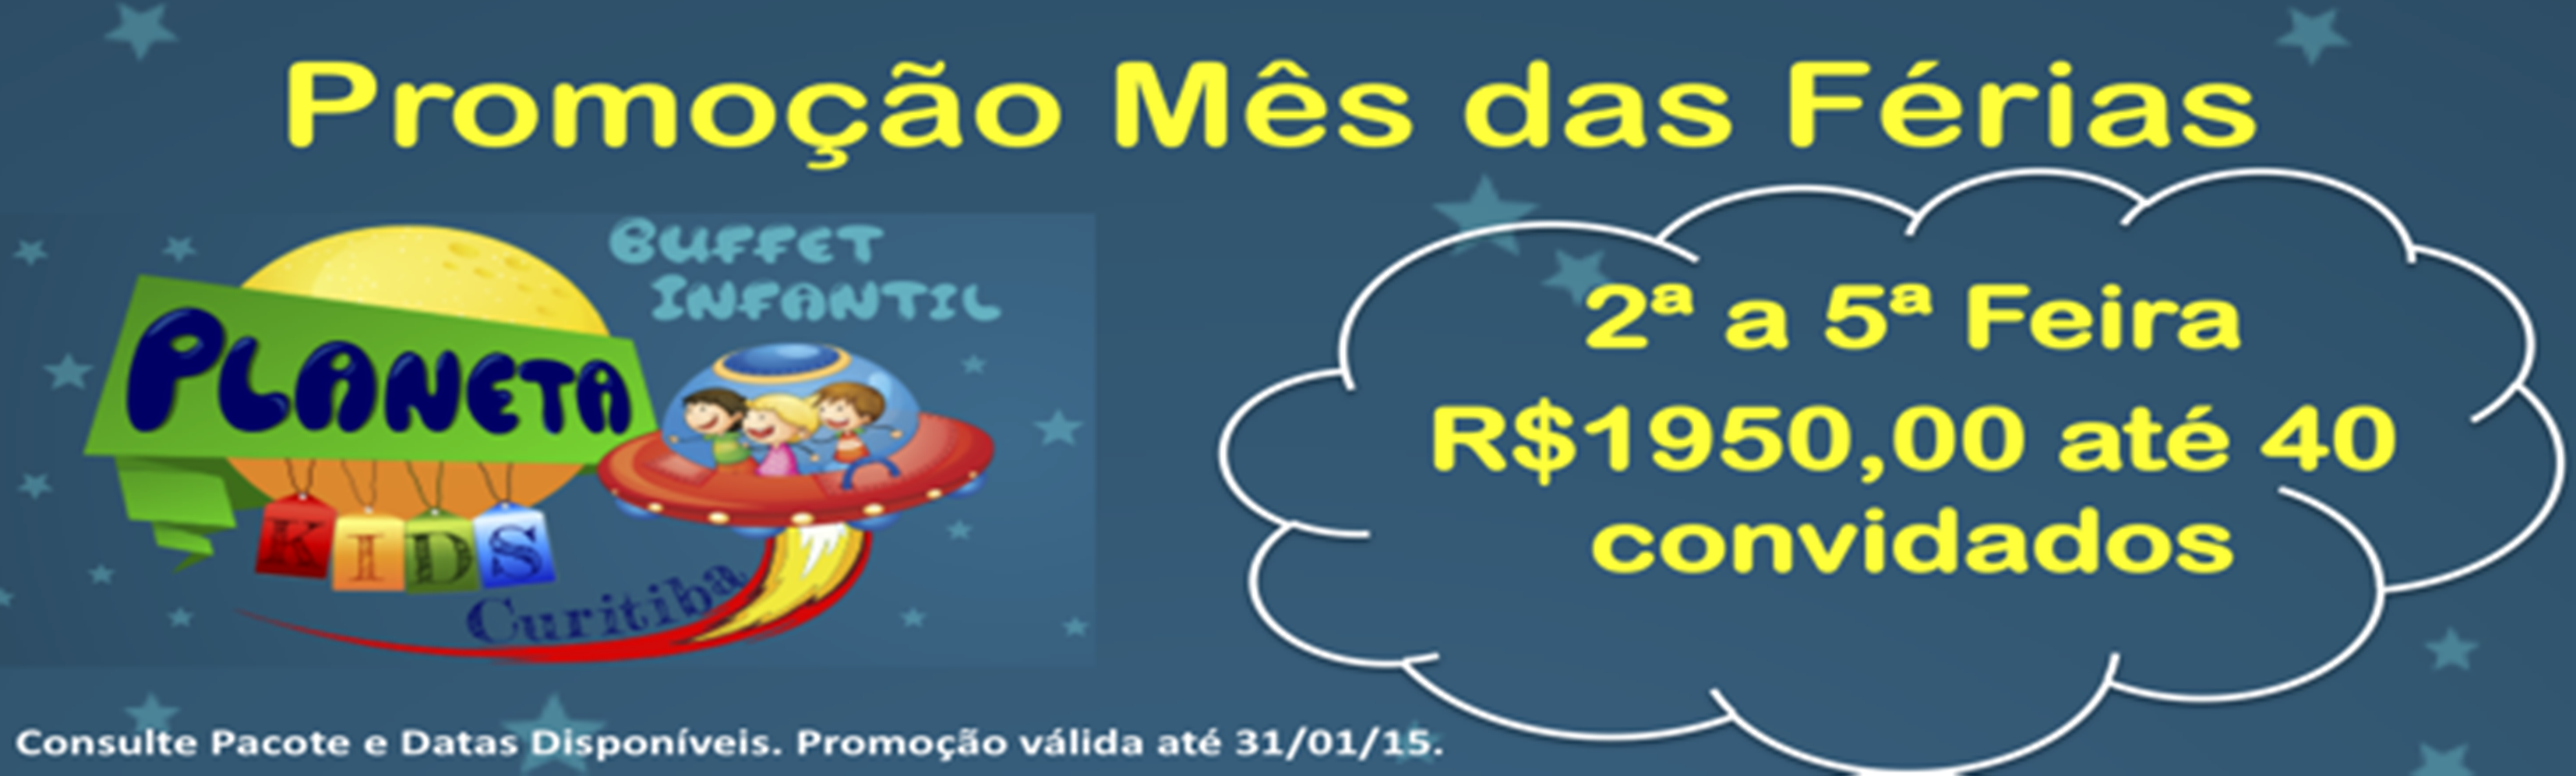 Promoção Mês das Férias
BUFFET
INFANTIL
PLANETA
KIDS
Curitiba
2ª a 5ª Feira
R$1950,00 até 40
convidados
Consulte Pacote e Datas Disponíveis. Promoção válida até 31/01/15.